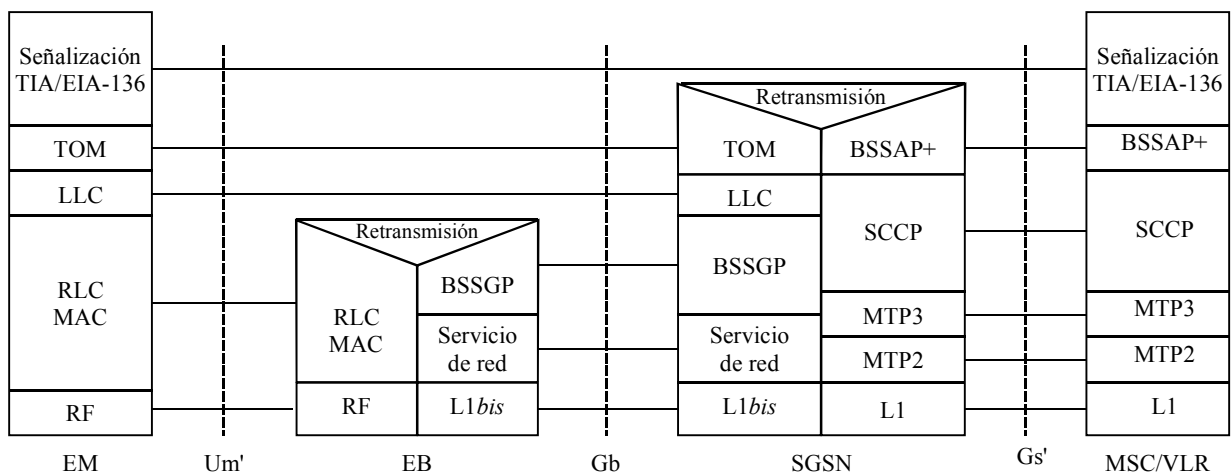 Señalización
TIA/EIA-136
TOM
LLC
RLC
MAC
RF
EM
Um'
Retransmisión
RLC
MAC
RF
BSSGP
Servicio
de red
L1bis
EB
Gb
Retransmisión
TOM
LLC
BSSGP
Servicio
de red
L1bis
BSSAP+
SCCP
MTP3
MTP2
L1
SGSN
Gs'
Señalización
TIA/EIA-136
BSSAP+
SCCP
MTP3
MTP2
L1
MSC/VLR